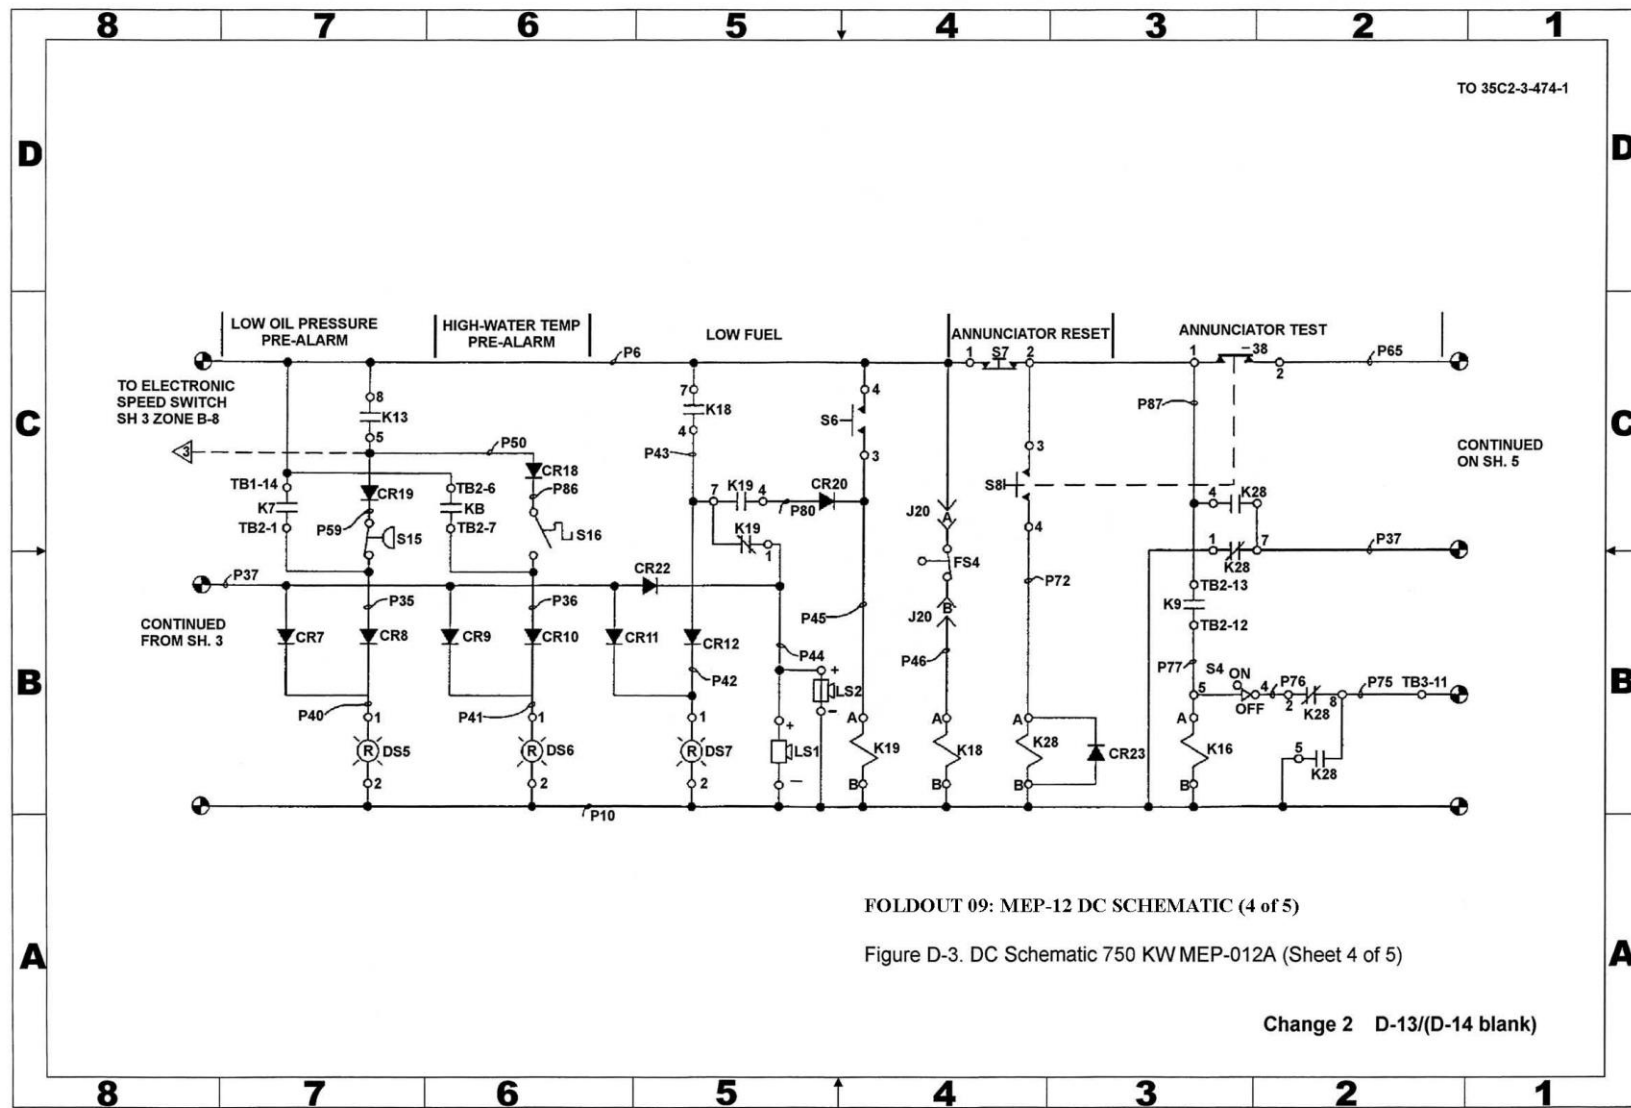 8 7 6 5 4 3 2 1
TO 35C2-3-474-1
D D
LOW OIL PRESSURE
PRE-ALARM
HIGH-WATER TEMP
PRE-ALARM
LOW FUEL
ANNUNCIATOR RESET
ANNUNCIATOR TEST
P6
1 S7 2
1 38 2
P65
TO ELECTRONIC
SPEED SWITCH
SH 3 ZONE B-8
3
C C
8
K13
5
P50
7
K18
4
P43
4
S6
3
P87
CONTINUED
ON SH. 5
TB1-14
K7
TB2-1
CR19
P59
S15
TB2-6
KB
TB2-7
CR18
P86
S16
7 K19 4
P80
CR20
K19
1
J20
A
FS4
J20
B
3
S8
4
4 K28
1 7
K28
P37
P37
CR22
CONTINUED
FROM SH. 3
P35
P36
P45
P72
TB2-13
K9
TB2-12
CR7
CR8
CR9
CR10
CR11
CR12
P44
P46
P77
B B
P42
+
LS2
–
S4
ON
OFF
5 4
P76
2 8
K28
P75
TB3-11
P40
1
DS5
R
2
P41
1
DS6
R
2
1
DS7
R
2
+
LS1
–
A
K19
B
A
K18
B
A
K28
B
CR23
A
K16
B
5
K28
P10
FOLDOUT 09: MEP-12 DC SCHEMATIC (4 of 5)
A A
Figure D-3. DC Schematic 750 KW MEP-012A (Sheet 4 of 5)
Change 2 D-13/(D-14 blank)
8 7 6 5 4 3 2 1